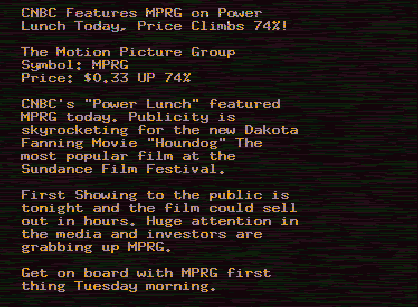 CNBC Features MPRG on Power
Lunch Today, Price Climbs 74%!
The Motion Picture Group
Symbol: MPRG
Price: $0.33 UP 74%
CNBC's "Power Lunch" featured
MPRG today. Publicity is
skyrocketing for the new Dakota
Fanning Movie "Houndog" The
most popular film at the
Sundance Film Festival.
First Showing to the public is
tonight and the film could sell
out in hours. Huge attention in
the media and investors are
grabbing up MPRG.
Get on board with MPRG first
thing Tuesday morning.